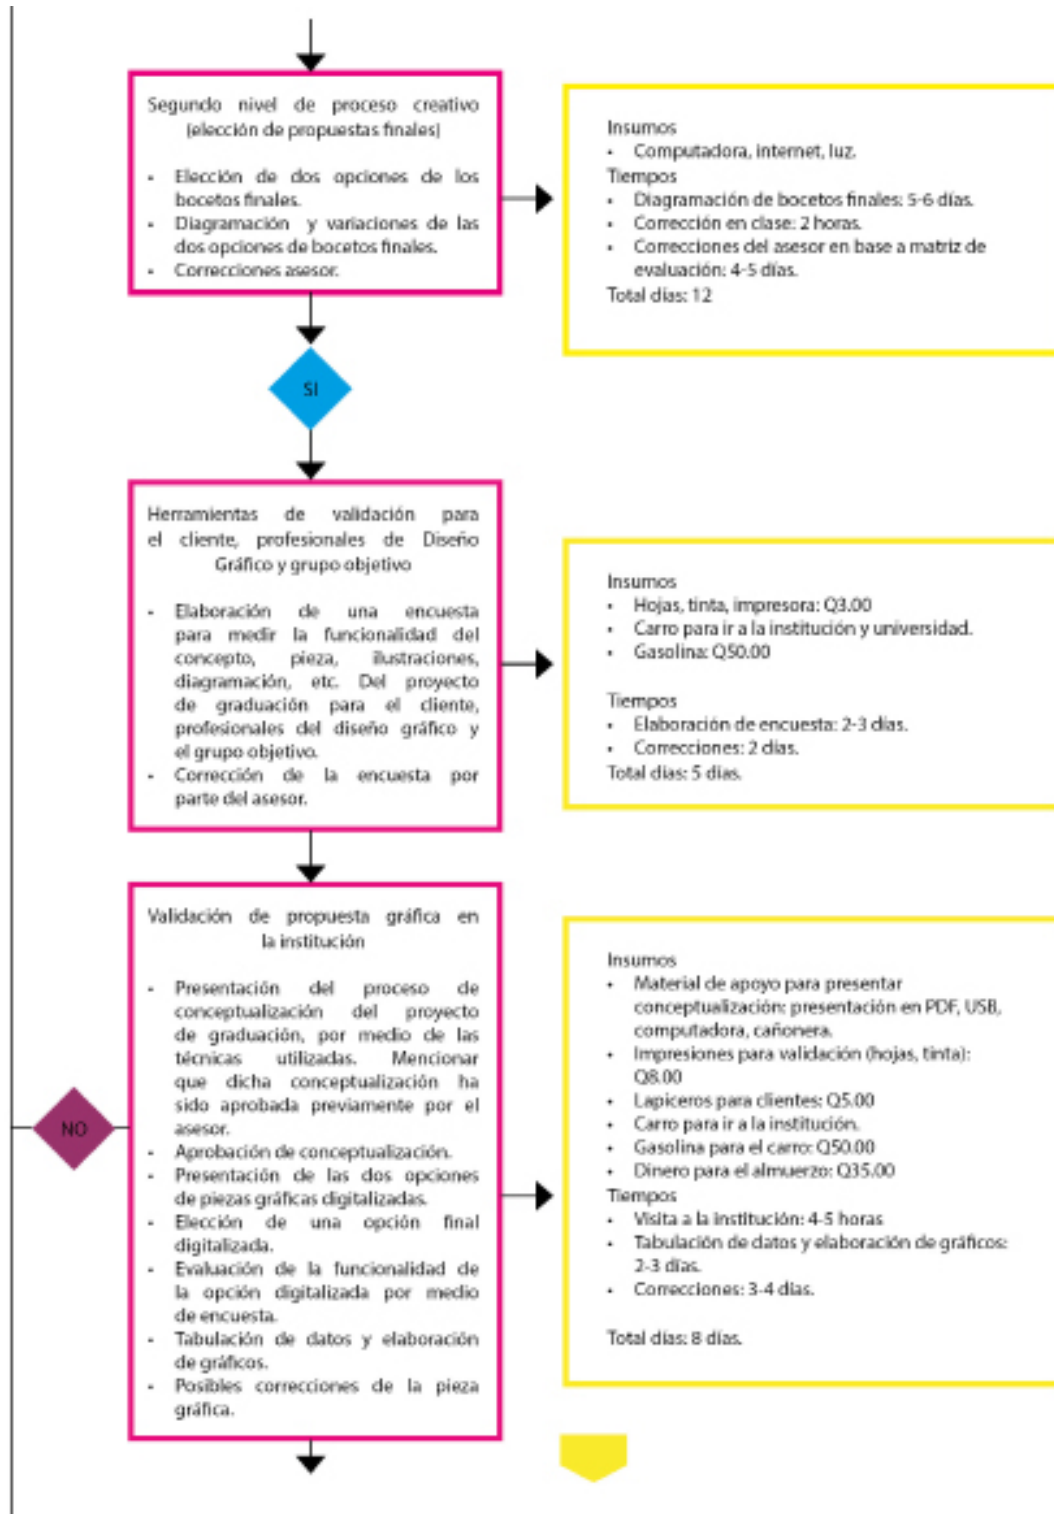 Segundo nivel de proceso creativo
(elección de propuestas finales)
- Elección de dos opciones de los
bocetos finales.
- Diagramación y variaciones de las
dos opciones de bocetos finales.
- Correcciones asesor.
Insumos
• Computadora, internet, luz.
Tiempos
• Diagramación de bocetos finales: 5-6 días.
• Corrección en clase: 2 horas.
• Correcciones del asesor en base a matriz de
evaluación: 4-5 días.
Total días: 12
SI
Herramientas de validación para
el cliente, profesionales de Diseño
Gráfico y grupo objetivo
- Elaboración de una encuesta
para medir la funcionalidad del
concepto, pieza, ilustraciones,
diagramación, etc. Del proyecto
de graduación para el cliente,
profesionales del diseño gráfico y
el grupo objetivo.
- Corrección de la encuesta por
parte del asesor.
Insumos
• Hojas, tinta, impresora: Q3.00
• Carro para ir a la institución y universidad.
• Gasolina: Q50.00
Tiempos
• Elaboración de encuesta: 2-3 días.
• Correcciones: 2 días.
Total días: 5 días.
Validación de propuesta gráfica en
la institución
- Presentación del proceso de
conceptualización del proyecto
de graduación, por medio de las
técnicas utilizadas. Mencionar
que dicha conceptualización ha
sido aprobada previamente por el
asesor.
- Aprobación de conceptualización.
- Presentación de las dos opciones
de piezas gráficas digitalizadas.
- Elección de una opción final
digitalizada.
- Evaluación de la funcionalidad de
la opción digitalizada por medio
de encuesta.
- Tabulación de datos y elaboración
de gráficos.
- Posibles correcciones de la pieza
gráfica.
NO
Insumos
• Material de apoyo para presentar
conceptualización: presentación en PDF, USB,
computadora, cañonera.
• Impresiones para validación (hojas, tinta):
Q8.00
• Lapiceros para clientes: Q5.00
• Carro para ir a la institución.
• Gasolina para el carro: Q50.00
• Dinero para el almuerzo: Q35.00
Tiempos
• Visita a la institución: 4-5 horas
• Tabulación de datos y elaboración de gráficos:
2-3 días.
• Correcciones: 3-4 días.
Total días: 8 días.